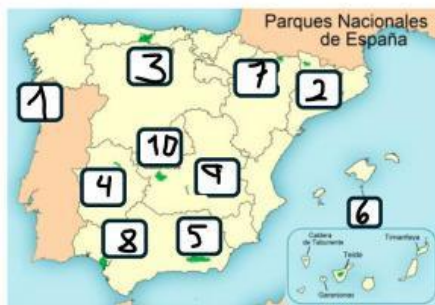 Parques Nacionales
de España
3
7
2
1
10
9
4
6
8
5
Caldera
de Taburiente
Timanfaya
Teide
Garajonay